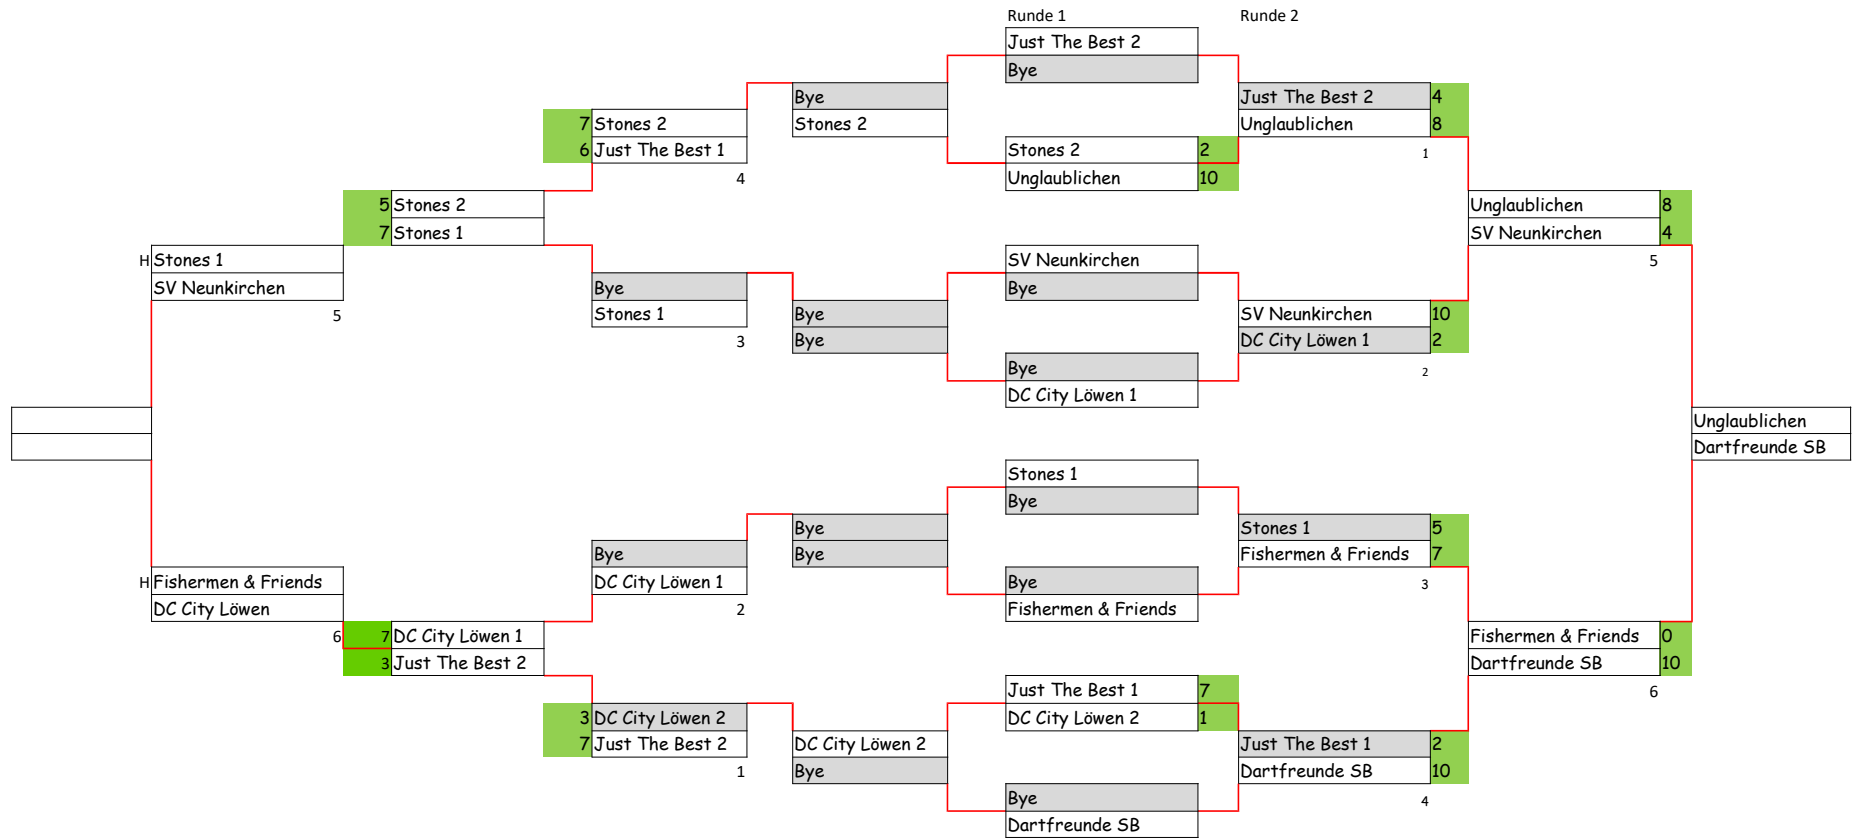 Runde 1 Runde 2
Just The Best 2
Bye
Bye
Just The Best 2 4
7 Stones 2
Stones 2
Unglaublichen 8
6 Just The Best 1
Stones 2 2
1
4
Unglaublichen 10
5 Stones 2
Unglaublichen 8
7 Stones 1
SV Neunkirchen 4
H Stones 1
SV Neunkirchen
5
SV Neunkirchen
Bye
Bye
5
Stones 1
Bye
SV Neunkirchen 10
3
Bye
DC City Löwen 1 2
Bye
2
DC City Löwen 1
Unglaublichen
Dartfreunde SB
Stones 1
Bye
Bye
Stones 1 5
Bye
Bye
Fishermen & Friends 7
H Fishermen & Friends
DC City Löwen 1
Bye
3
DC City Löwen
2
Fishermen & Friends
6
7 DC City Löwen 1
Fishermen & Friends 0
3 Just The Best 2
Dartfreunde SB 10
Just The Best 1 7
6
3 DC City Löwen 2
DC City Löwen 2 1
7 Just The Best 2
DC City Löwen 2
Just The Best 1 2
1
Bye
Dartfreunde SB 10
Bye
4
Dartfreunde SB